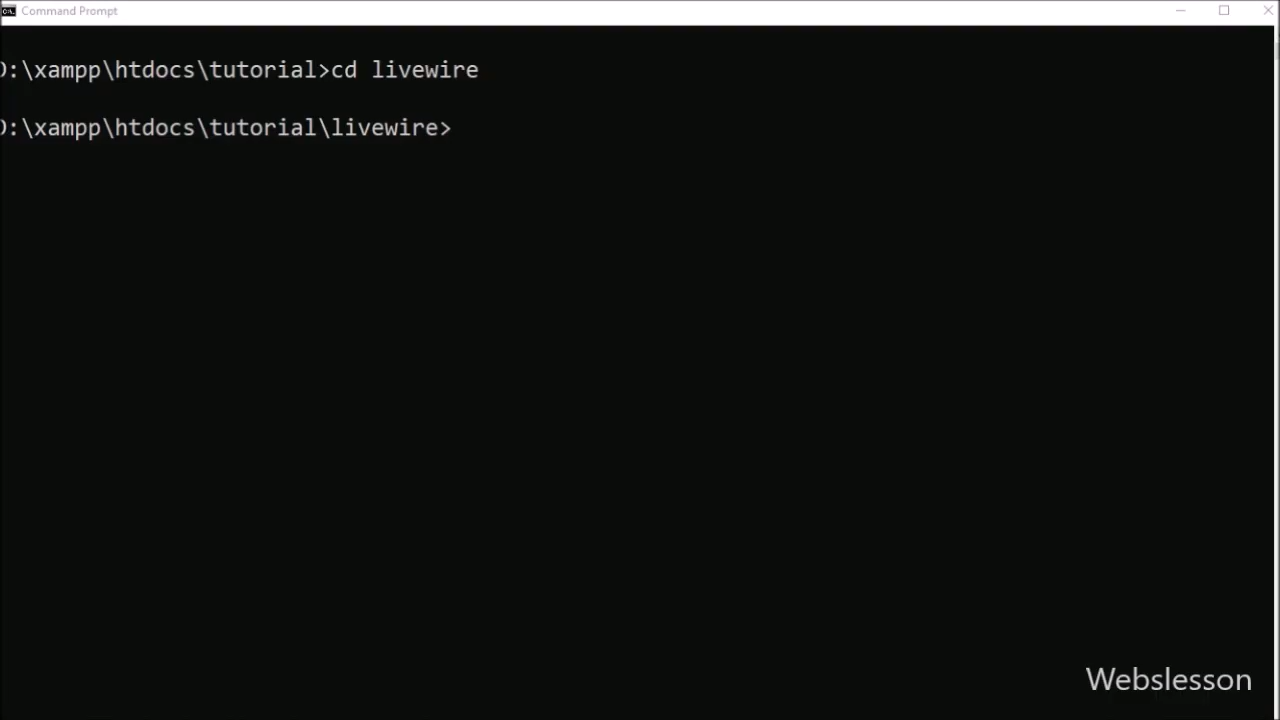 Command Prompt
D:\xampp\htdocs\tutorial>cd livewire
D:\xampp\htdocs\tutorial\livewire>
Webslesson